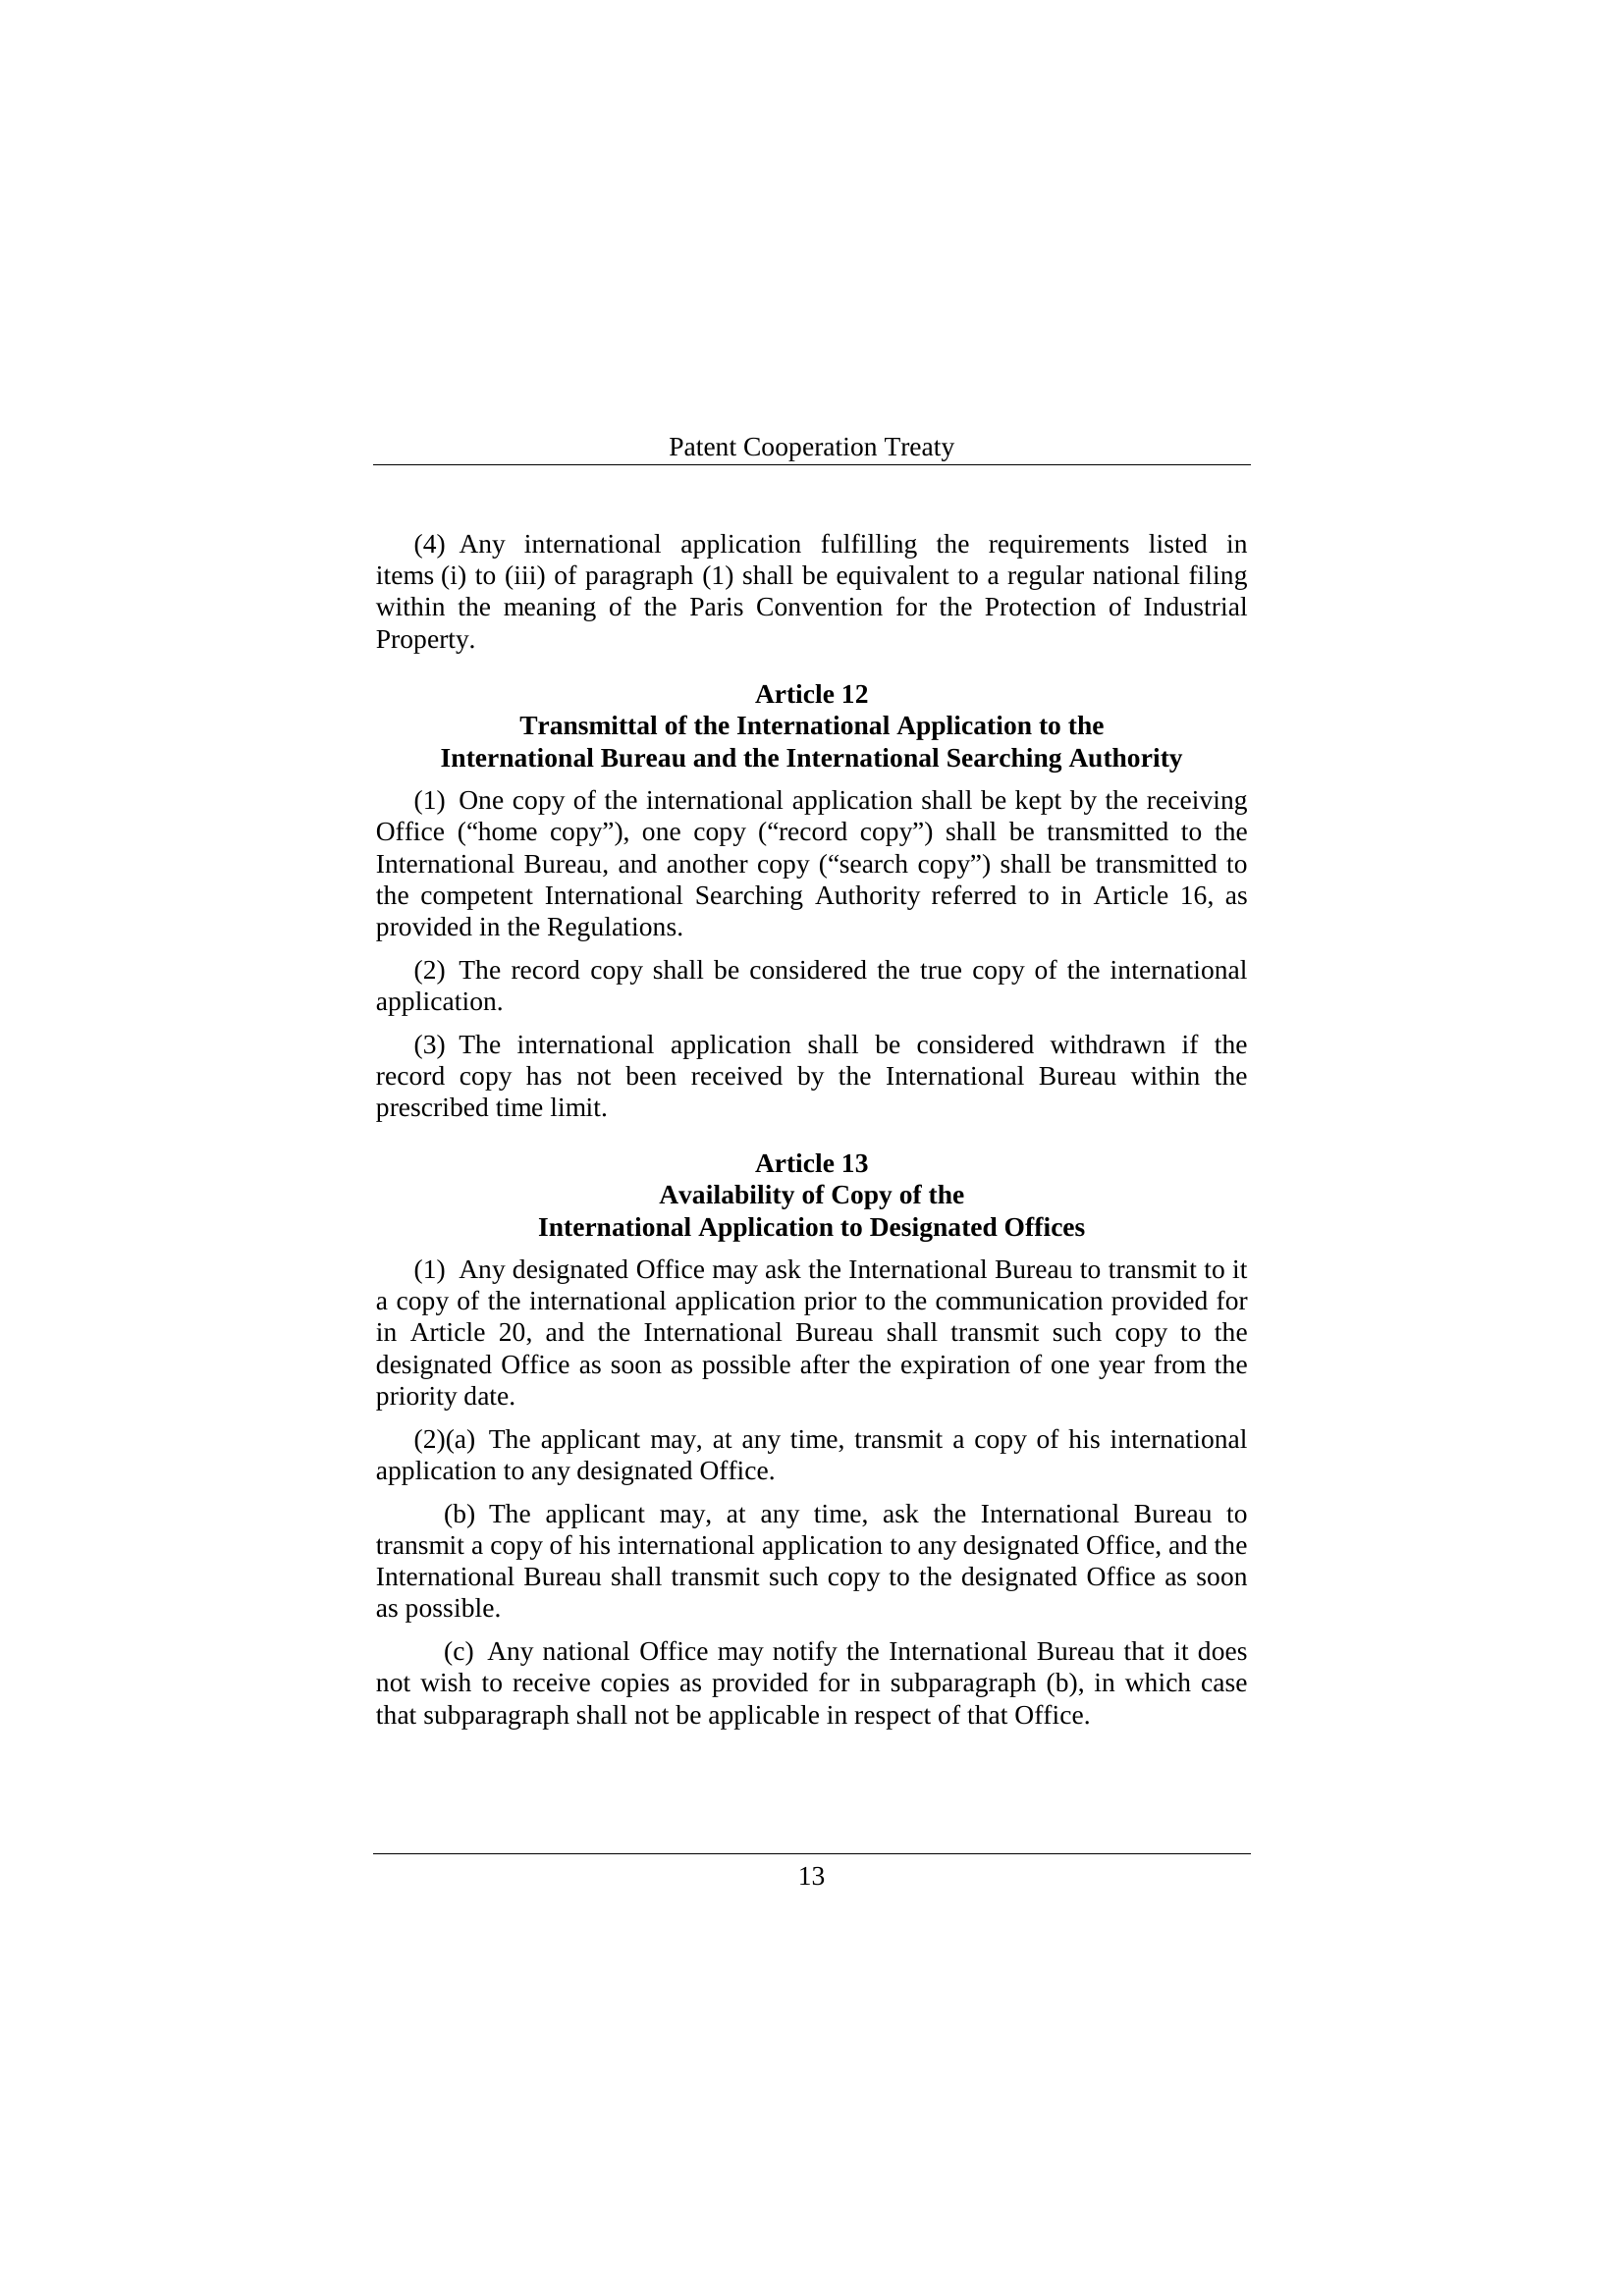 Patent Cooperation Treaty
(4) Any international application fulfilling the requirements listed in
items (i) to (iii) of paragraph (1) shall be equivalent to a regular national filing
within the meaning of the Paris Convention for the Protection of Industrial
Property.
Article 12
Transmittal of the International Application to the
International Bureau and the International Searching Authority
(1) One copy of the international application shall be kept by the receiving
Office (“home copy”), one copy (“record copy”) shall be transmitted to the
International Bureau, and another copy (“search copy”) shall be transmitted to
the competent International Searching Authority referred to in Article 16, as
provided in the Regulations.
(2) The record copy shall be considered the true copy of the international
application.
(3) The international application shall be considered withdrawn if the
record copy has not been received by the International Bureau within the
prescribed time limit.
Article 13
Availability of Copy of the
International Application to Designated Offices
(1) Any designated Office may ask the International Bureau to transmit to it
a copy of the international application prior to the communication provided for
in Article 20, and the International Bureau shall transmit such copy to the
designated Office as soon as possible after the expiration of one year from the
priority date.
(2)(a) The applicant may, at any time, transmit a copy of his international
application to any designated Office.
(b) The applicant may, at any time, ask the International Bureau to
transmit a copy of his international application to any designated Office, and the
International Bureau shall transmit such copy to the designated Office as soon
as possible.
(c) Any national Office may notify the International Bureau that it does
not wish to receive copies as provided for in subparagraph (b), in which case
that subparagraph shall not be applicable in respect of that Office.
13